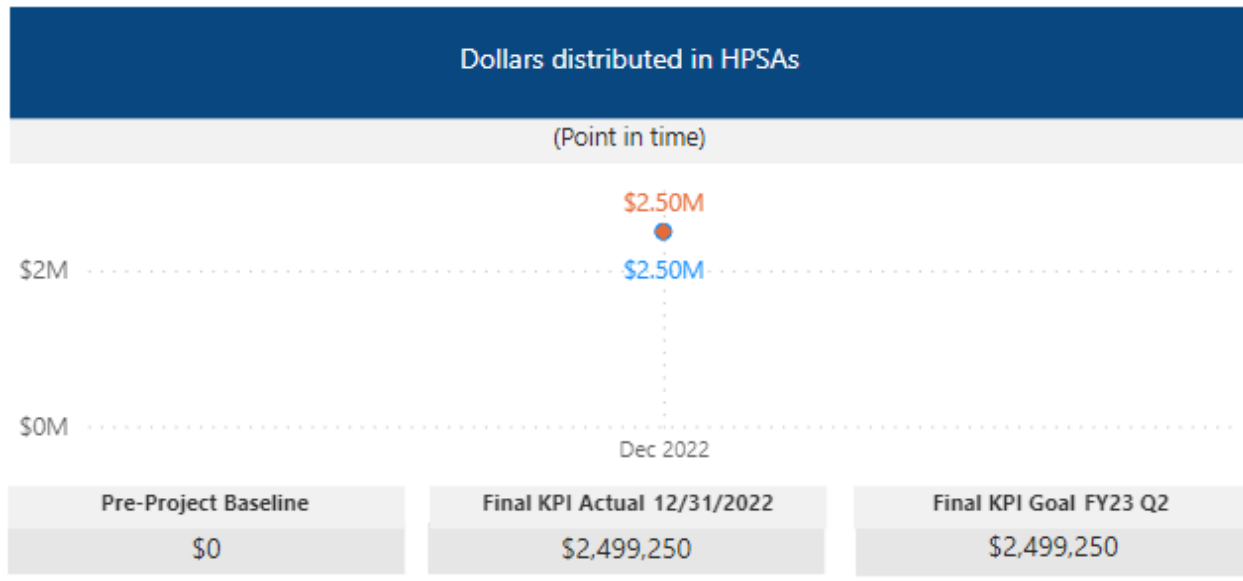 Dollars distributed in HPSAs
(Point in time)
$2.50M
$2M
$2.50M
$0M
Dec 2022
Pre-Project Baseline
Final KPI Actual 12/31/2022
Final KPI Goal FY23 Q2
$0
$2,499,250
$2,499,250